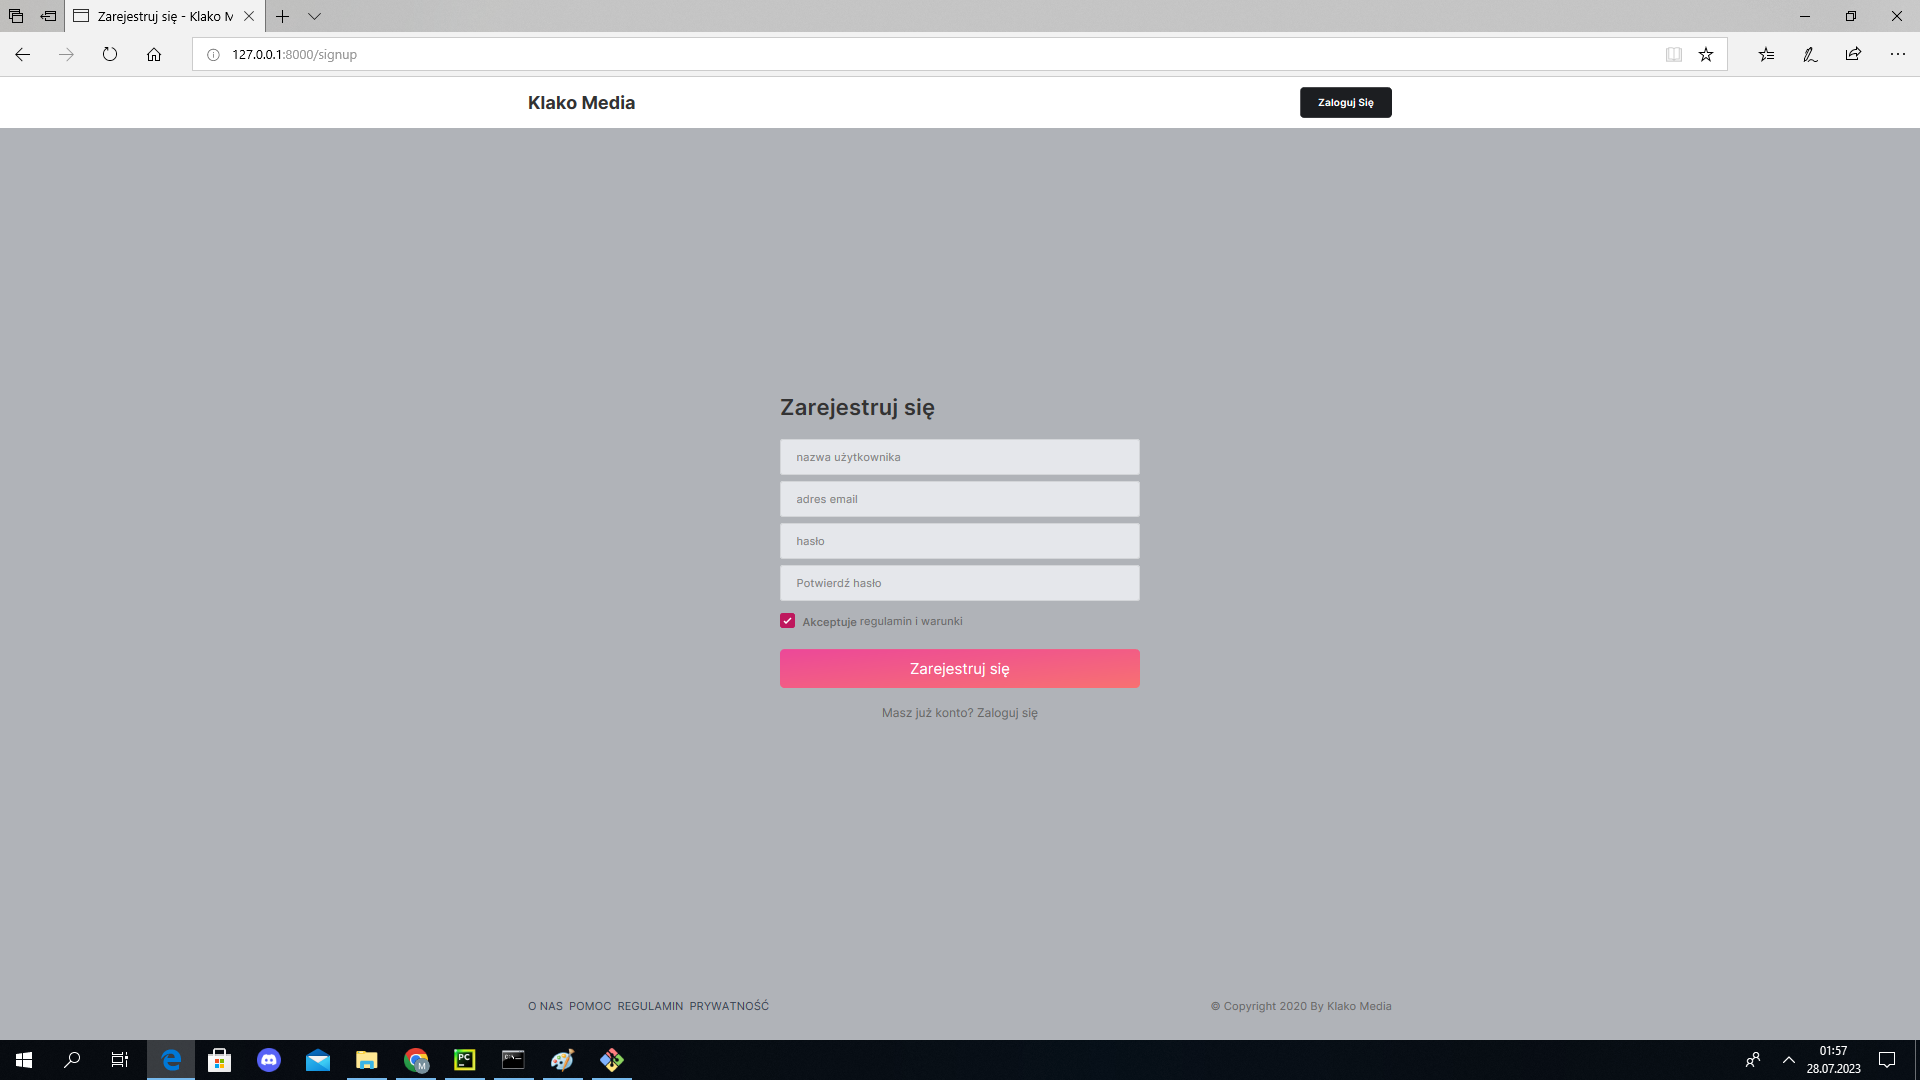 Zarejestruj się - Klako M
127.0.0.1:8000/signup
Klako Media
Zaloguj Się
Zarejestruj się
nazwa użytkownika
adres email
hasło
Potwierdź hasło
Akceptuje regulamin i warunki
Zarejestruj się
Masz już konto? Zaloguj się
O NAS POMOC REGULAMIN PRYWATNOŚĆ
© Copyright 2020 By Klako Media
M
PC
C:\.
01:57
28.07.2023